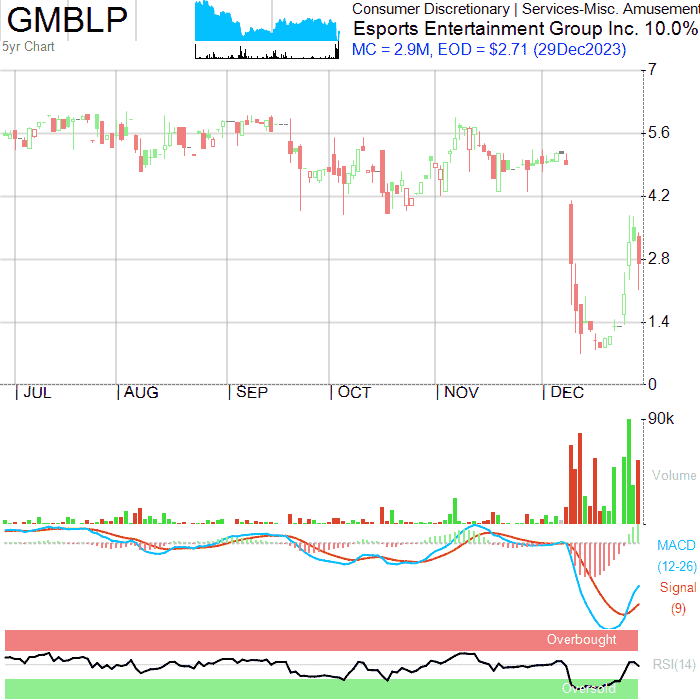 GMBLP
5yr Chart
Consumer Discretionary | Services-Misc. Amusement
Esports Entertainment Group Inc. 10.0%
MC = 2.9M, EOD = $2.71 (29Dec2023)
7
5.6
4.2
2.8
1.4
0
JUL AUG SEP OCT NOV DEC
90k
Volume
MACD
(12-26)
Signal
(9)
Overbought
RSI(14)
Oversold